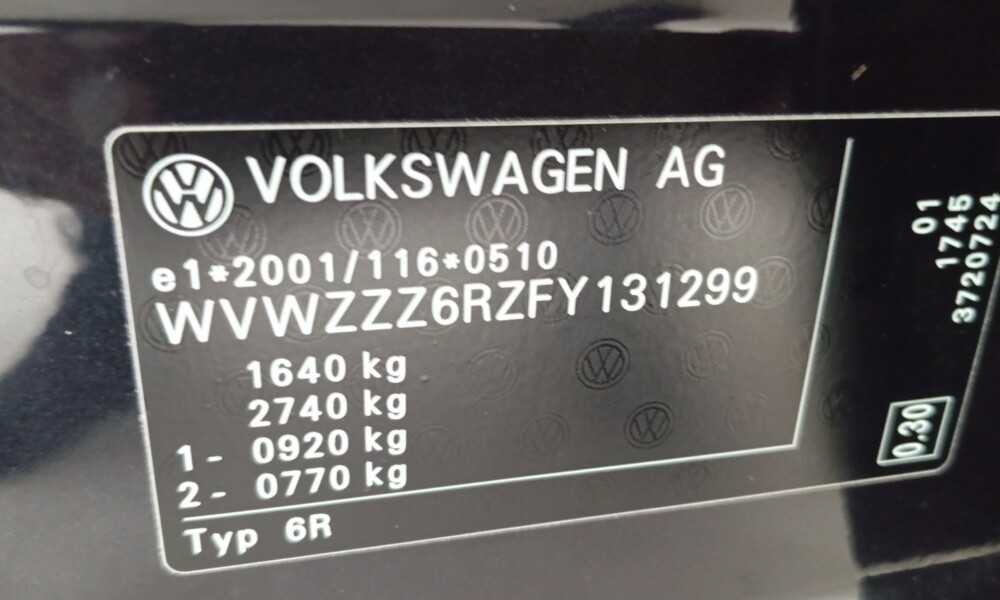 VOLKSWAGEN AG
e1*2001/116*0510
WVWZZZ6RZFY131299
1640 kg
2740 kg
1 - 0920 kg
2 - 0770 kg
Typ 6R
01
1745
3720724
0.30